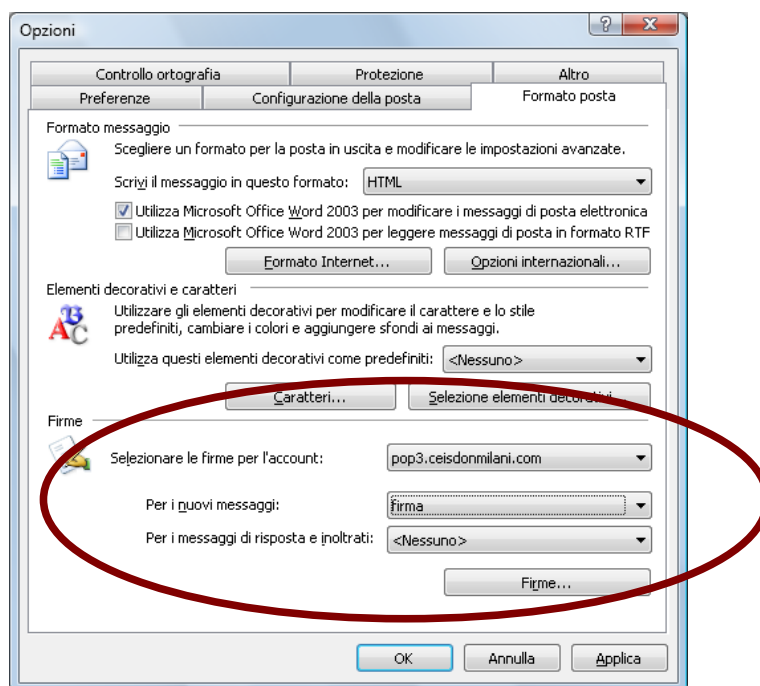 Opzioni
Controllo ortografia Protezione Altro
Preferenze Configurazione della posta Formato posta
Formato messaggio
Scegliere un formato per la posta in uscita e modificare le impostazioni avanzate.
Scrivi il messaggio in questo formato: HTML
Utilizza Microsoft Office Word 2003 per modificare i messaggi di posta elettronica
Utilizza Microsoft Office Word 2003 per leggere messaggi di posta in formato RTF
Formato Internet... Opzioni internazionali...
Elementi decorativi e caratteri
Utilizzare gli elementi decorativi per modificare il carattere e lo stile
predefiniti, cambiare i colori e aggiungere sfondi ai messaggi.
Utilizza questi elementi decorativi come predefiniti: <Nessuno>
Caratteri... Selezione elementi decorativi...
Firme
Selezionare le firme per l'account: pop3.ceisdonmilani.com
Per i nuovi messaggi: firma
Per i messaggi di risposta e inoltrati: <Nessuno>
Firme...
OK Annulla Applica